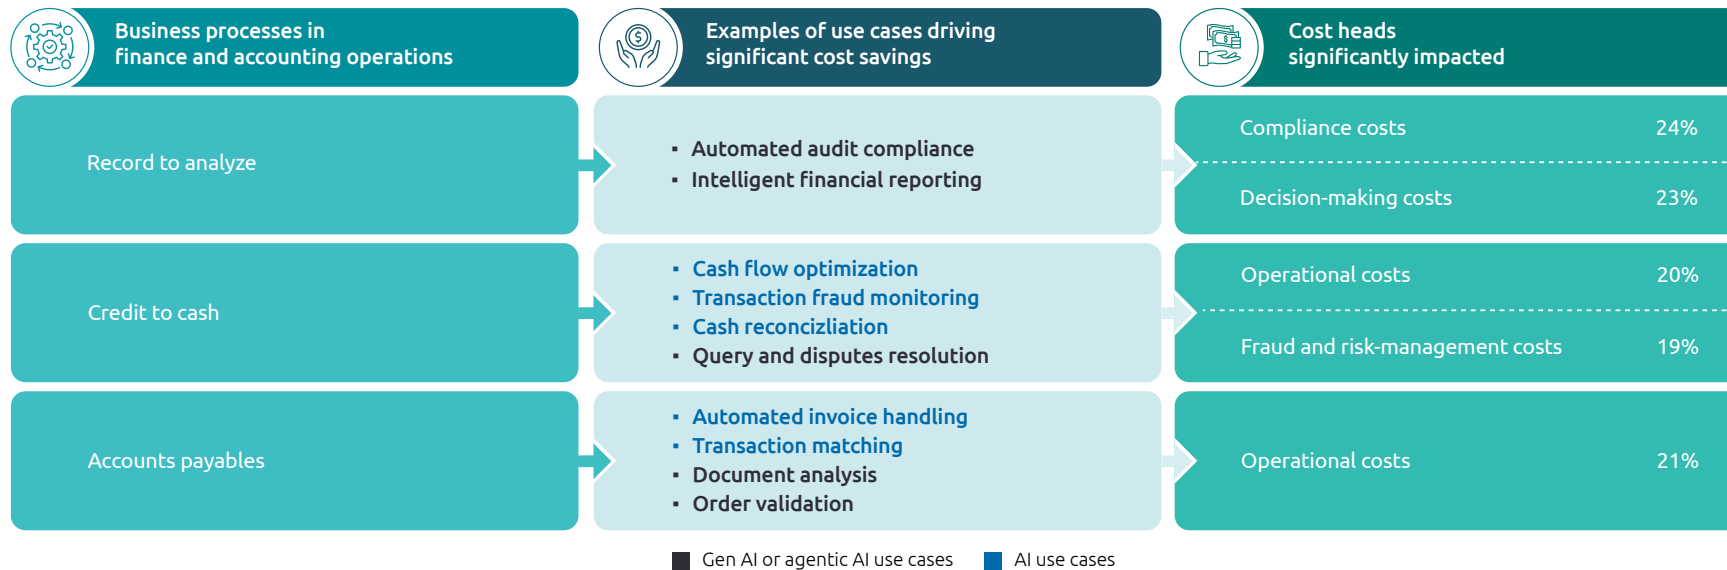 Business processes in
finance and accounting operations
Examples of use cases driving
significant cost savings
Cost heads
significantly impacted
Record to analyze
▪ Automated audit compliance
▪ Intelligent financial reporting
Compliance costs 24%
Decision-making costs 23%
Credit to cash
▪ Cash flow optimization
▪ Transaction fraud monitoring
▪ Cash reconcizliation
▪ Query and disputes resolution
Operational costs 20%
Fraud and risk-management costs 19%
Accounts payables
▪ Automated invoice handling
▪ Transaction matching
▪ Document analysis
▪ Order validation
Operational costs 21%
Gen AI or agentic AI use cases
AI use cases